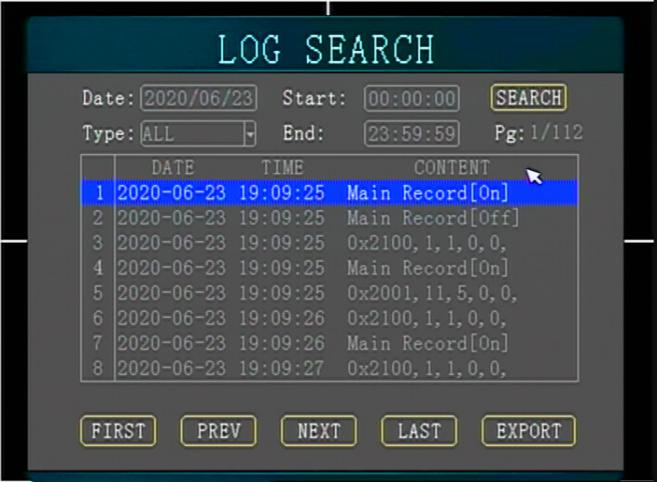 LOG SEARCH
Date: 2020/06/23 Start: 00:00:00 SEARCH
Type: ALL End: 23:59:59 Pg: 1/112
DATE TIME CONTENT
1 2020-06-23 19:09:25 Main Record[On]
2 2020-06-23 19:09:25 Main Record[Off]
3 2020-06-23 19:09:25 0x2100,1,1,0,0,
4 2020-06-23 19:09:25 Main Record[On]
5 2020-06-23 19:09:25 0x2001,11,5,0,0,
6 2020-06-23 19:09:26 0x2100,1,1,0,0,
7 2020-06-23 19:09:26 Main Record[On]
8 2020-06-23 19:09:27 0x2100,1,1,0,0,
FIRST PREV NEXT LAST EXPORT